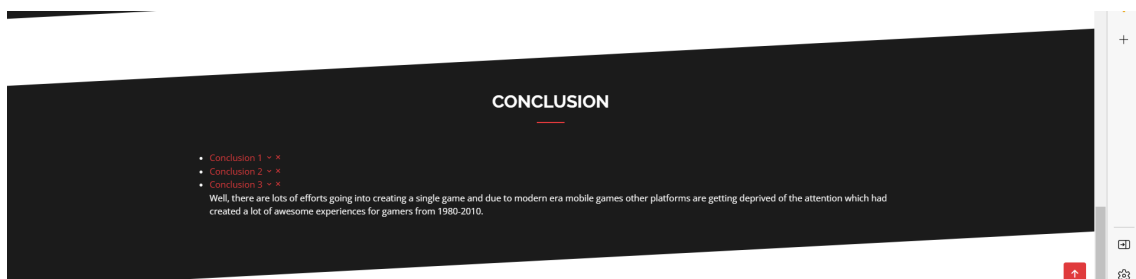 CONCLUSION
Conclusion 1
Conclusion 2
Conclusion 3
Well, there are lots of efforts going into creating a single game and due to modern era mobile games other platforms are getting deprived of the attention which had
created a lot of awesome experiences for gamers from 1980-2010.